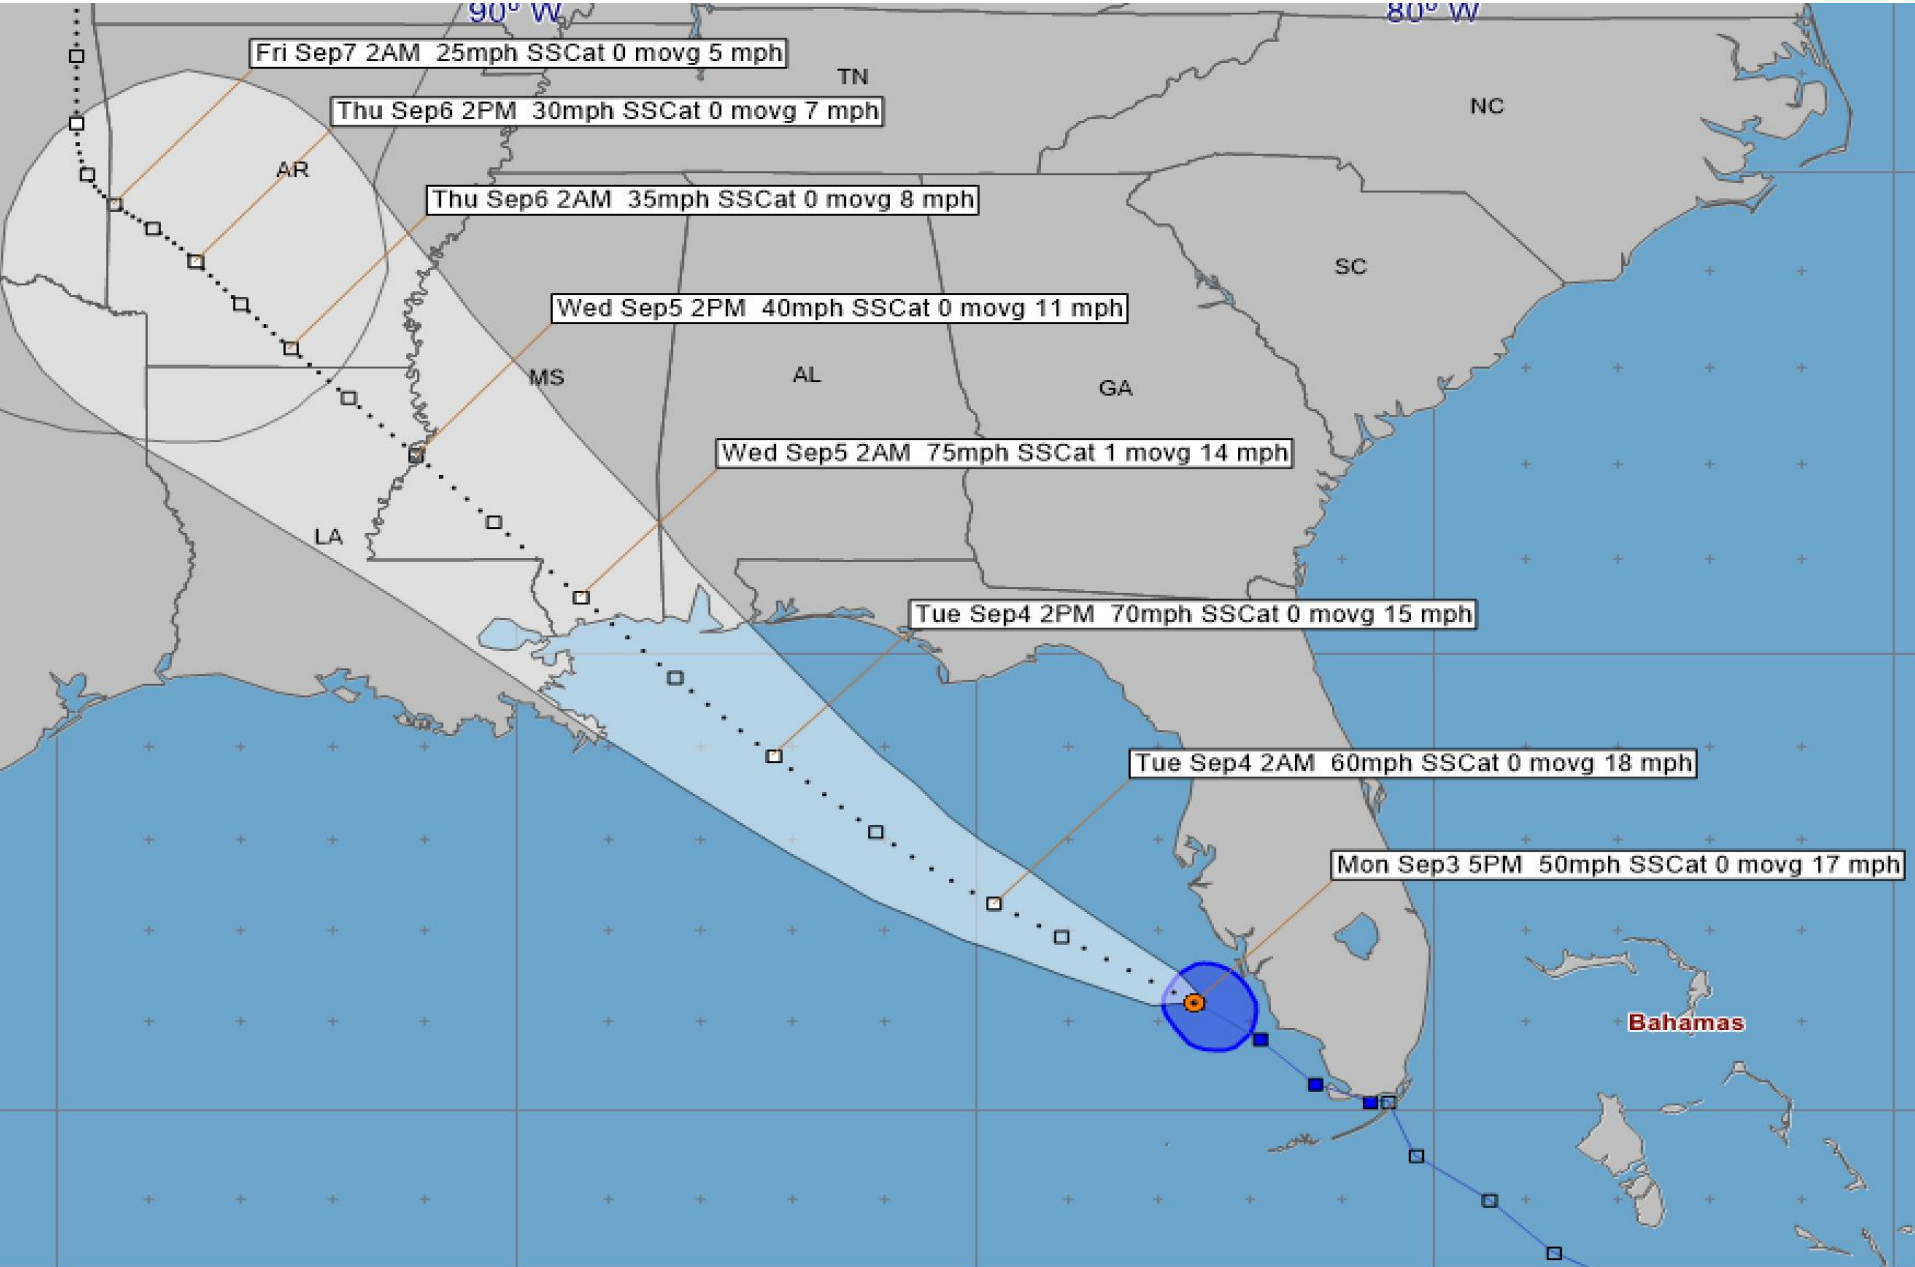 90° W
80° W
Fri Sep7 2AM 25mph SSCat 0 movg 5 mph
TN
Thu Sep6 2PM 30mph SSCat 0 movg 7 mph
NC
AR
Thu Sep6 2AM 35mph SSCat 0 movg 8 mph
SC
Wed Sep5 2PM 40mph SSCat 0 movg 11 mph
MS
AL
GA
Wed Sep5 2AM 75mph SSCat 1 movg 14 mph
LA
Tue Sep4 2PM 70mph SSCat 0 movg 15 mph
Tue Sep4 2AM 60mph SSCat 0 movg 18 mph
Mon Sep3 5PM 50mph SSCat 0 movg 17 mph
Bahamas